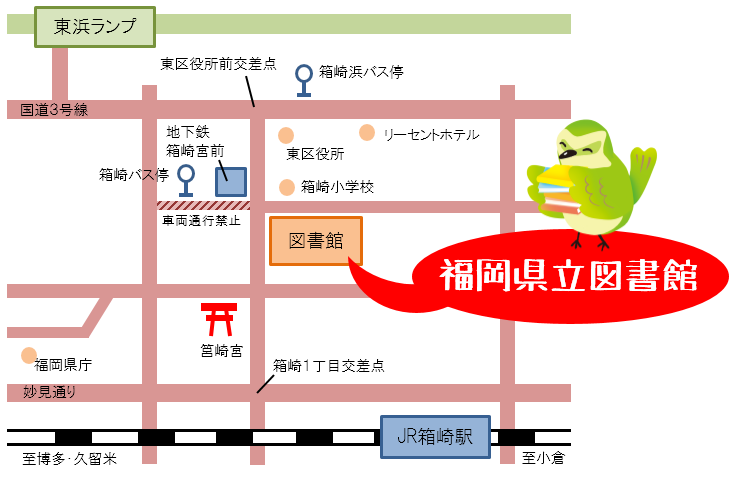 東浜ランプ
東区役所前交差点
箱崎浜バス停
国道3号線
地下鉄
箱崎宮前
リーセントホテル
東区役所
箱崎バス停
箱崎小学校
車両通行禁止
図書館
福岡県立図書館
筥崎宮
福岡県庁
箱崎1丁目交差点
妙見通り
JR箱崎駅
至博多・久留米
至小倉